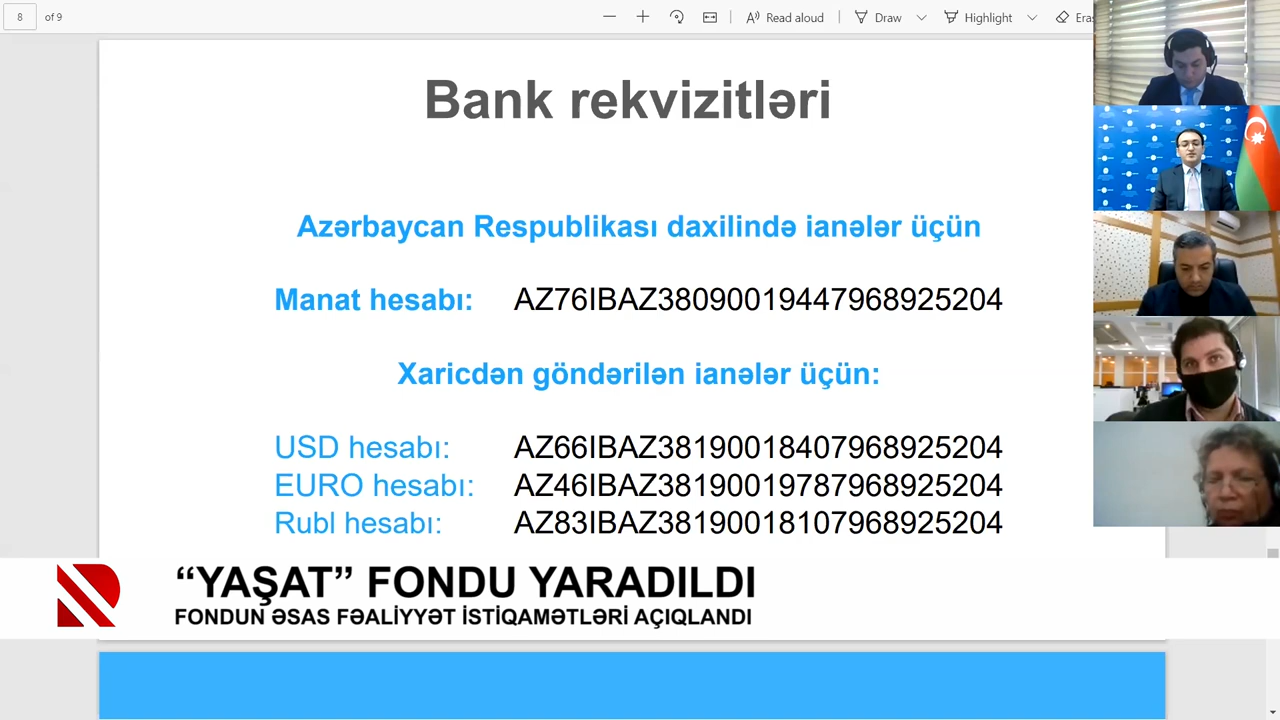 8 of 9
Read aloud
Draw
Highlight
Bank rekvizitləri
Azərbaycan Respublikası daxilində ianələr üçün
Manat hesabı: AZ76IBAZ38090019447968925204
Xaricdən göndərilən ianələr üçün:
USD hesabı: AZ66IBAZ38190018407968925204
EURO hesabı: AZ46IBAZ38190019787968925204
Rubl hesabı: AZ83IBAZ38190018107968925204
“YAŞAT” FONDU YARADILDI
FONDUN ƏSAS FƏALİYYƏT İSTİQAMƏTLƏRİ AÇIQLANDI